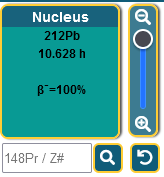 Nucleus
212Pb
10.628 h
β⁻=100%
148Pr / Z#